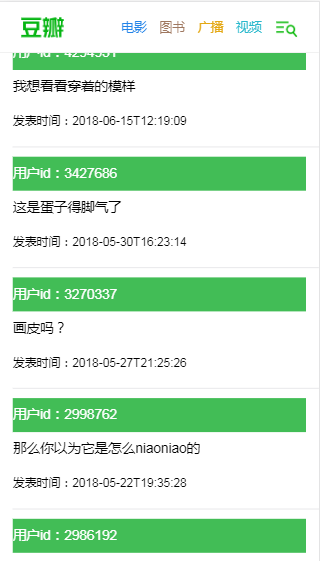 豆瓣
电影 图书 广播 视频
用户id：4294531
我想看看穿着的模样
发表时间：2018-06-15T12:19:09
用户id：3427686
这是蛋子得脚气了
发表时间：2018-05-30T16:23:14
用户id：3270337
画皮吗？
发表时间：2018-05-27T21:25:26
用户id：2998762
那么你以为它是怎么niaoniao的
发表时间：2018-05-22T19:35:28
用户id：2986192